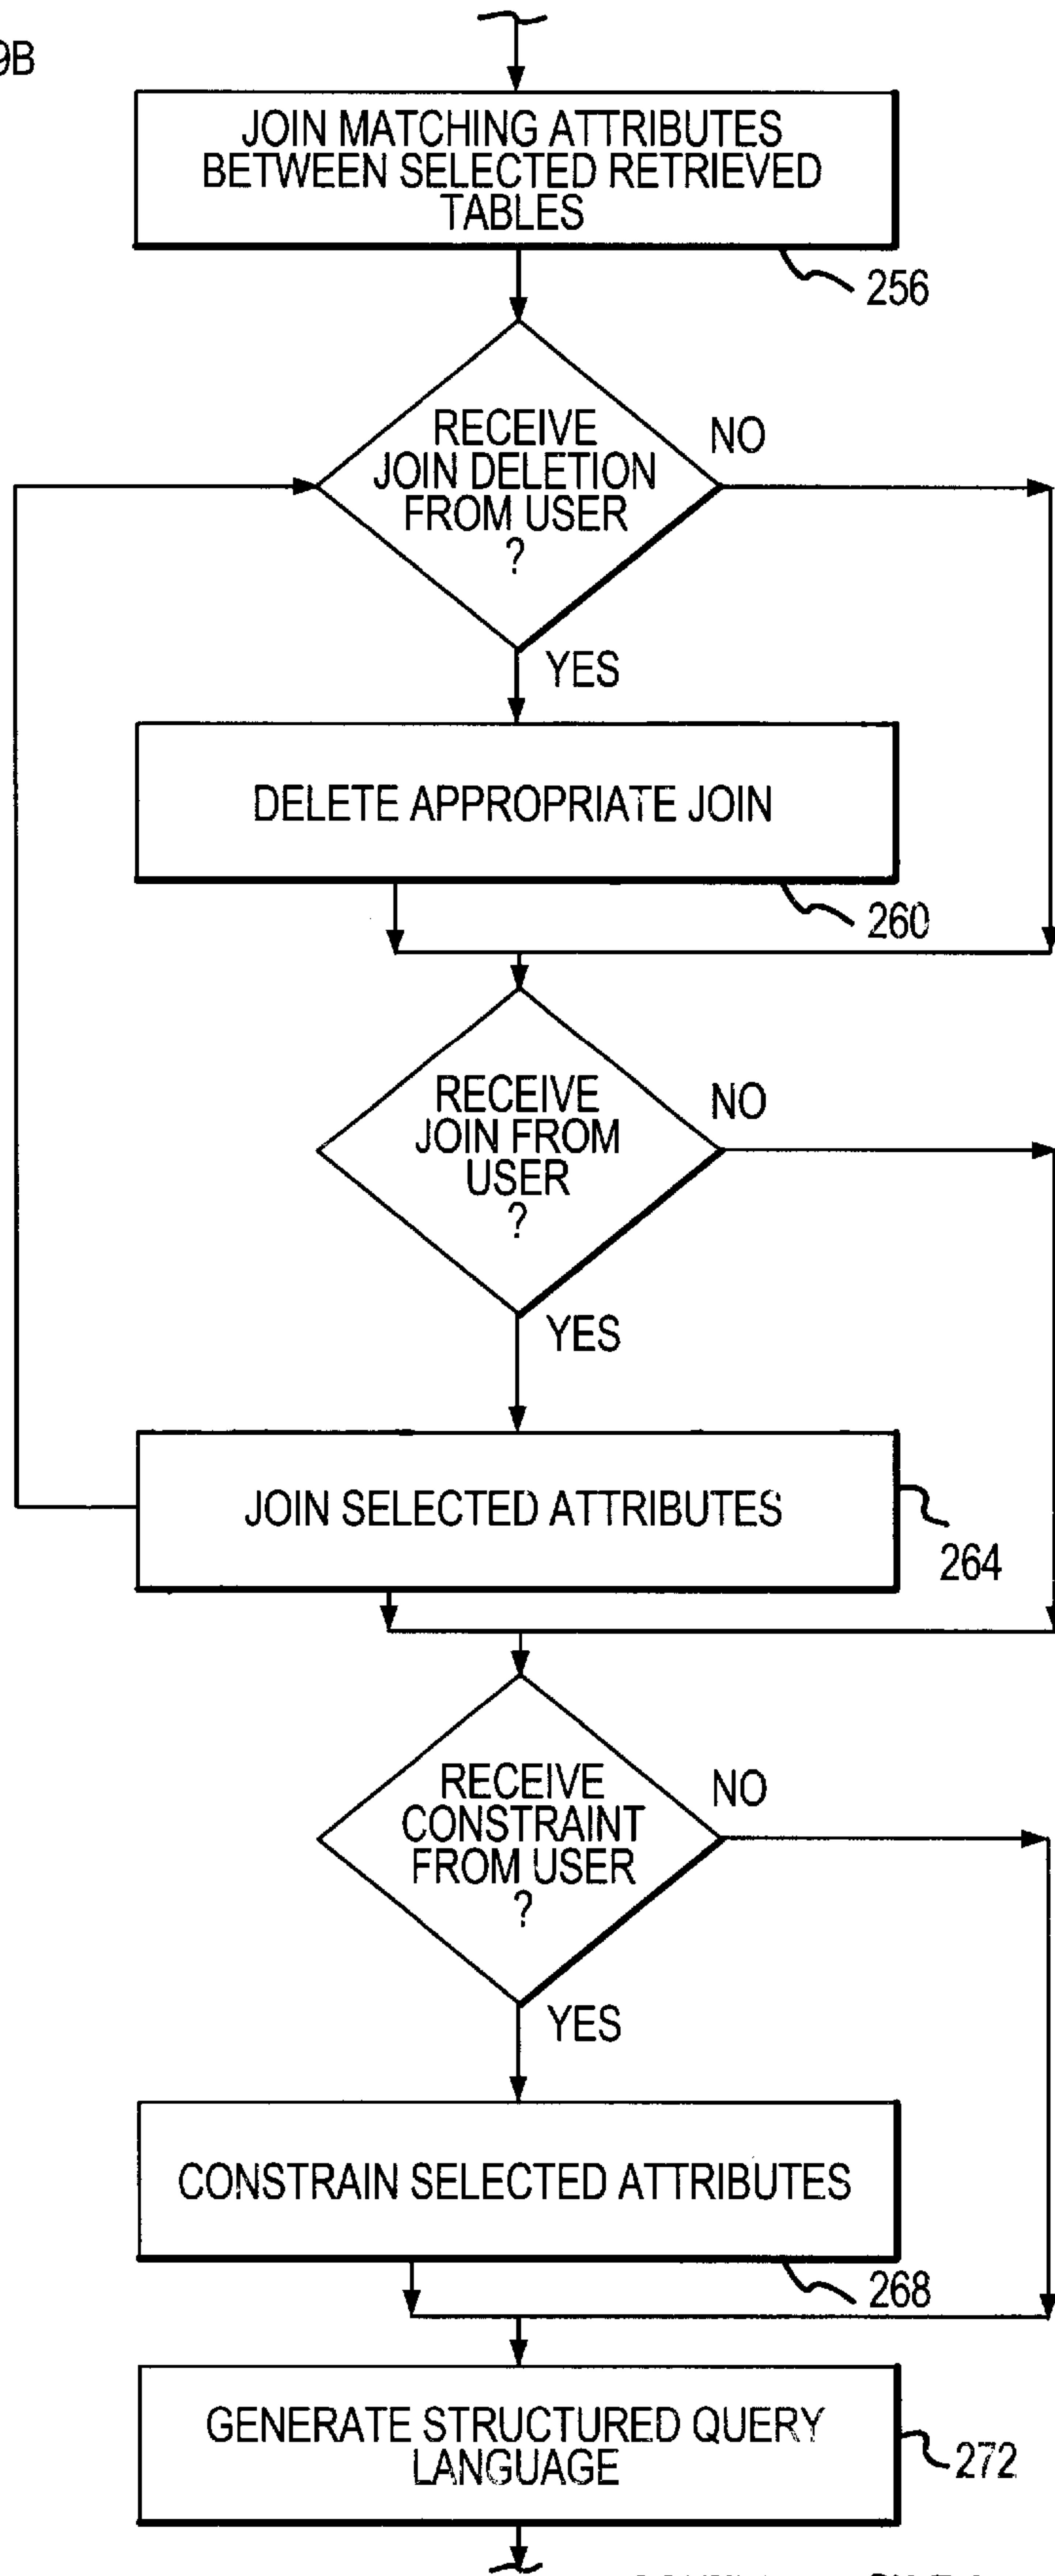 9B
JOIN MATCHING ATTRIBUTES
BETWEEN SELECTED RETRIEVED
TABLES
256
RECEIVE
JOIN DELETION
FROM USER
?
NO
YES
DELETE APPROPRIATE JOIN
260
RECEIVE
JOIN FROM
USER
?
NO
YES
JOIN SELECTED ATTRIBUTES
264
RECEIVE
CONSTRAINT
FROM USER
?
NO
YES
CONSTRAIN SELECTED ATTRIBUTES
268
GENERATE STRUCTURED QUERY
LANGUAGE
272